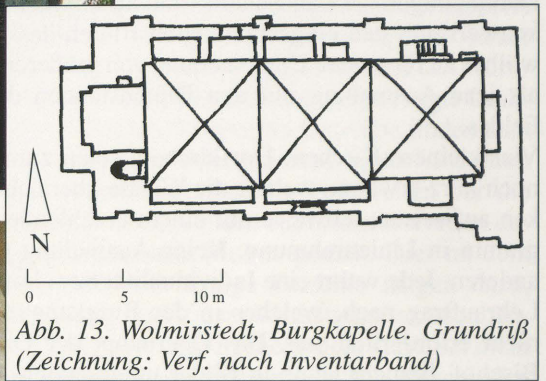 N
0 5 10 m
Abb. 13. Wolmirstedt, Burgkapelle. Grundriß
(Zeichnung: Verf. nach Inventarband)